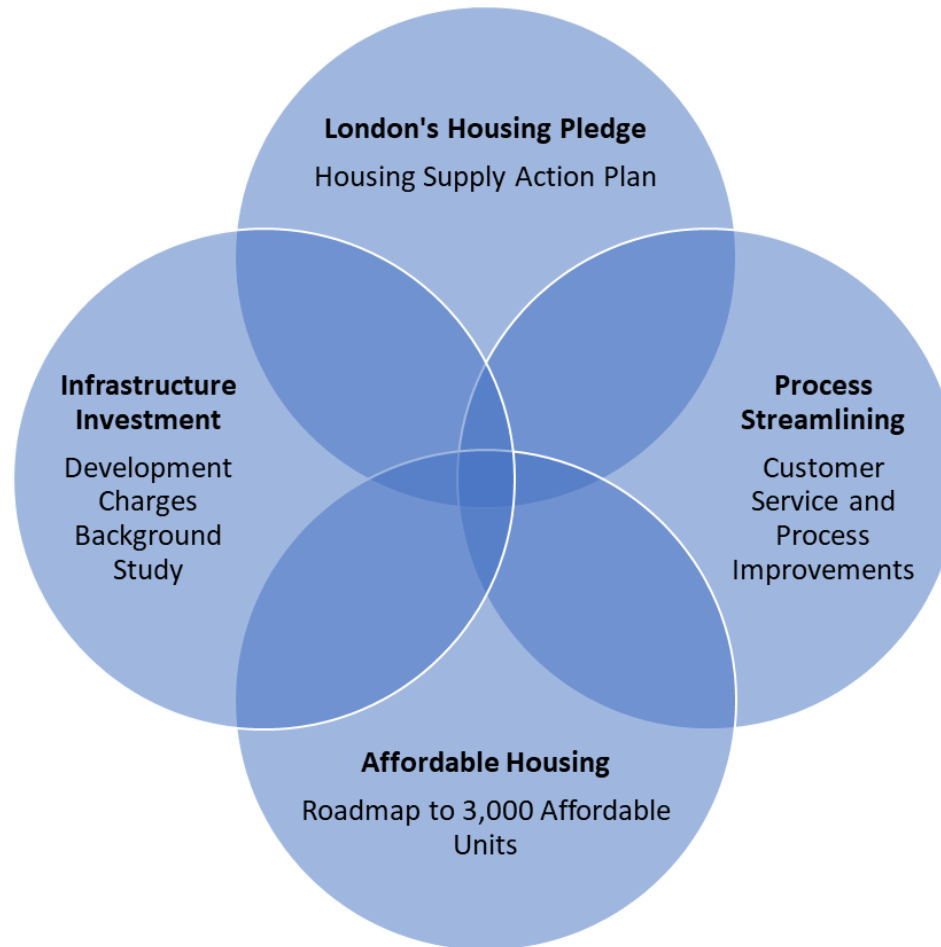 London's Housing Pledge
Housing Supply Action Plan
Infrastructure
Investment
Development
Charges
Background
Study
Process
Streamlining
Customer
Service and
Process
Improvements
Affordable Housing
Roadmap to 3,000 Affordable
Units